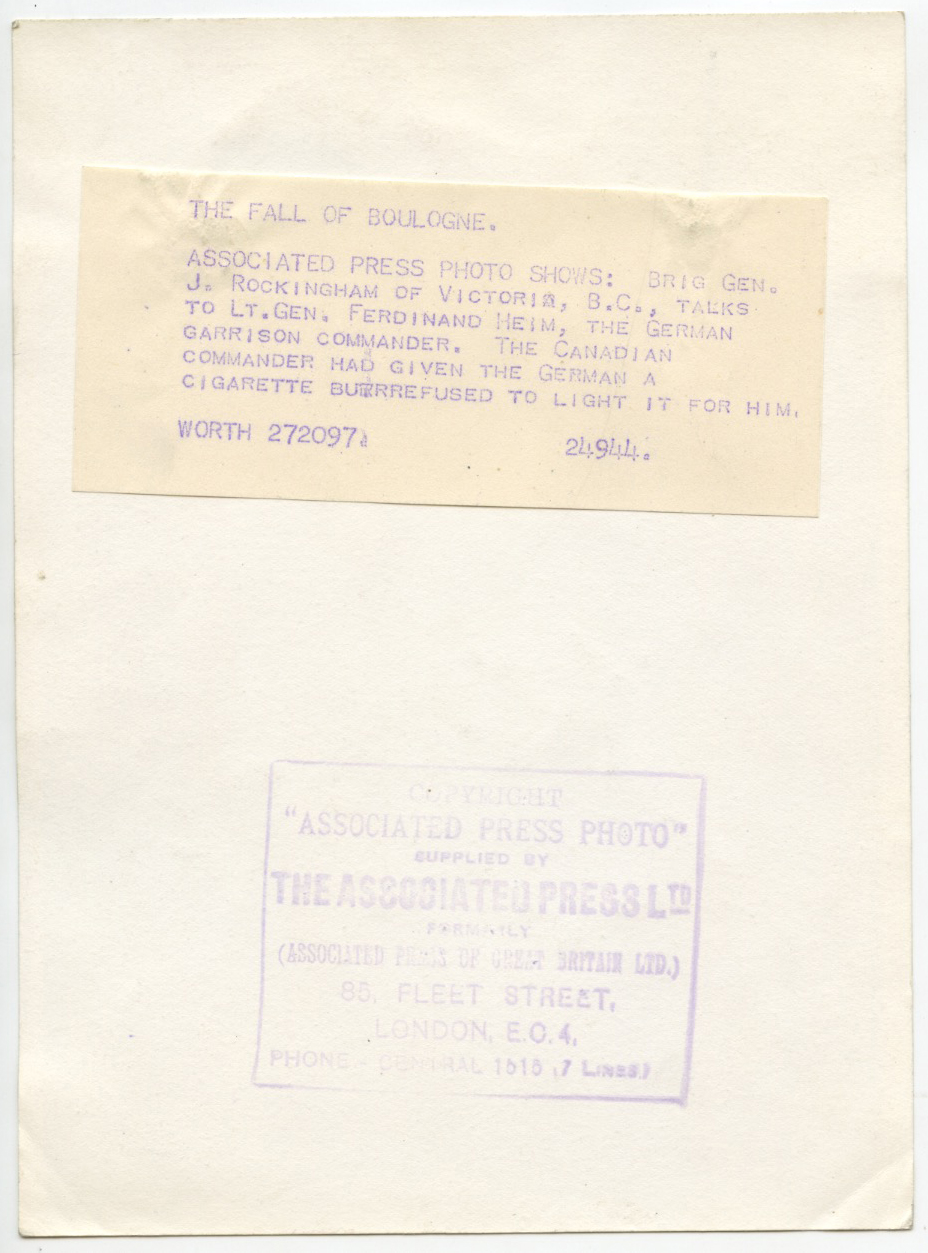 THE FALL OF BOULOGNE.
ASSOCIATED PRESS PHOTO SHOWS: BRIG GEN.
J. ROCKINGHAM OF VICTORIA, B.C., TALKS
TO LT.GEN. FERDINAND HEIM, THE GERMAN
GARRISON COMMANDER. THE CANADIAN
COMMANDER HAD GIVEN THE GERMAN A
CIGARETTE BUTRREFUSED TO LIGHT IT FOR HIM.
WORTH 272097. 24944.
COPYRIGHT
"ASSOCIATED PRESS PHOTO"
SUPPLIED BY
THE ASSOCIATED PRESS LTD
FORMERLY
(ASSOCIATED PRESS OF GREAT BRITAIN LTD.)
85, FLEET STREET,
LONDON, E.C.4,
PHONE - CENTRAL 1515 (7 LINES)